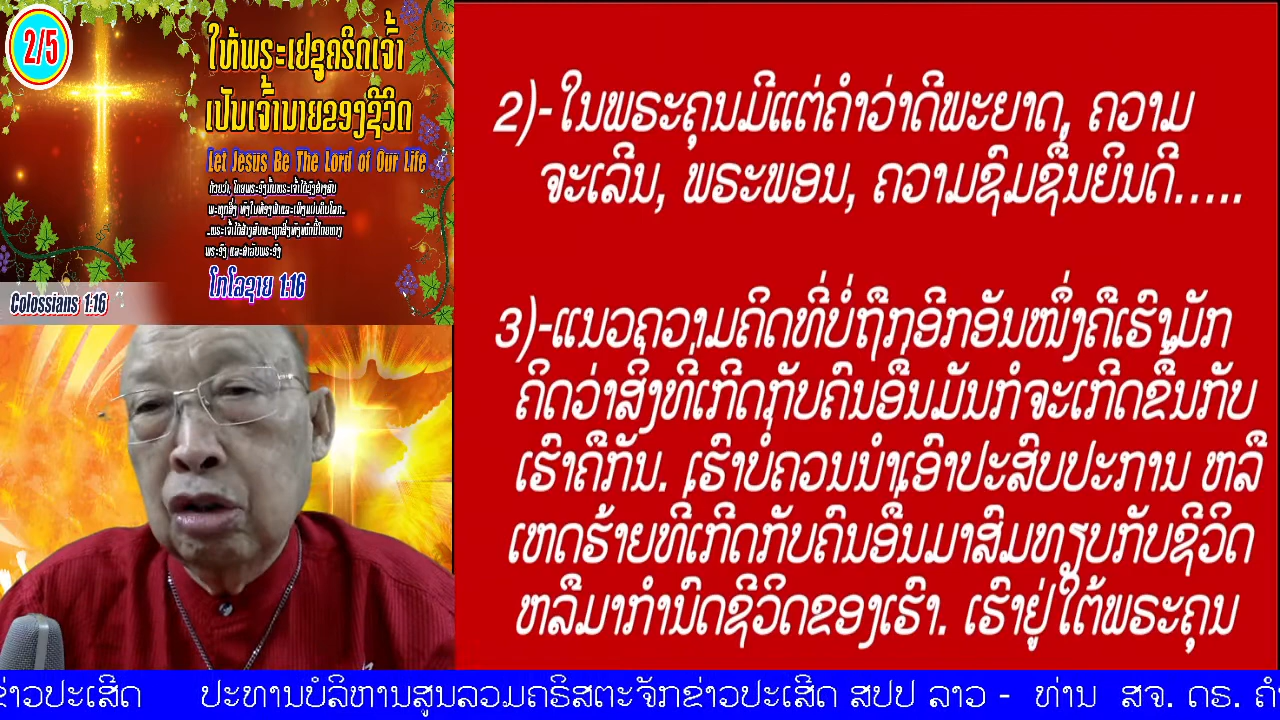 2/5
ໃຫ້ພຣະເຢຊູຄຣິດເຈົ້າ
ເປັນເຈົ້ານາຍຂອງຊີວິດ
Let Jesus Be The Lord of Our Life
ໂກໂລຊາຍ 1:16
Colossians 1:16
2)-ໃນພຣະຄຸນມີແຕ່ຄຳວ່າດີພະຍາດ, ຄວາມ
ຈະເລີນ, ພຣະພອນ, ຄວາມຊົມຊື່ນຍິນດີ.....
3)-ແນວຄວາມຄິດທີ່ບໍ່ຖືກອີກອັນໜຶ່ງຄືເຮົາມັກ
ຄິດວ່າສິ່ງທີ່ເກີດກັບຄົນອື່ນມັນກໍຈະເກີດຂຶ້ນກັບ
ເຮົາຄືກັນ. ເຮົາບໍ່ຄວນນຳເອົາປະສົບປະການ ຫລື
ເຫດຮ້າຍທີ່ເກີດກັບຄົນອື່ນມາສົມທຽບກັບຊີວິດ
ຫລືມາກຳນົດຊີວິດຂອງເຮົາ. ເຮົາຢູ່ໃຕ້ພຣະຄຸນ
ຂ່າວປະເສີດ ປະທານບໍລິຫານສູນລວມຄຣິສຕະຈັກຂ່າວປະເສີດ ສປປ ລາວ - ທ່ານ ສຈ. ດຣ. ຄຳ